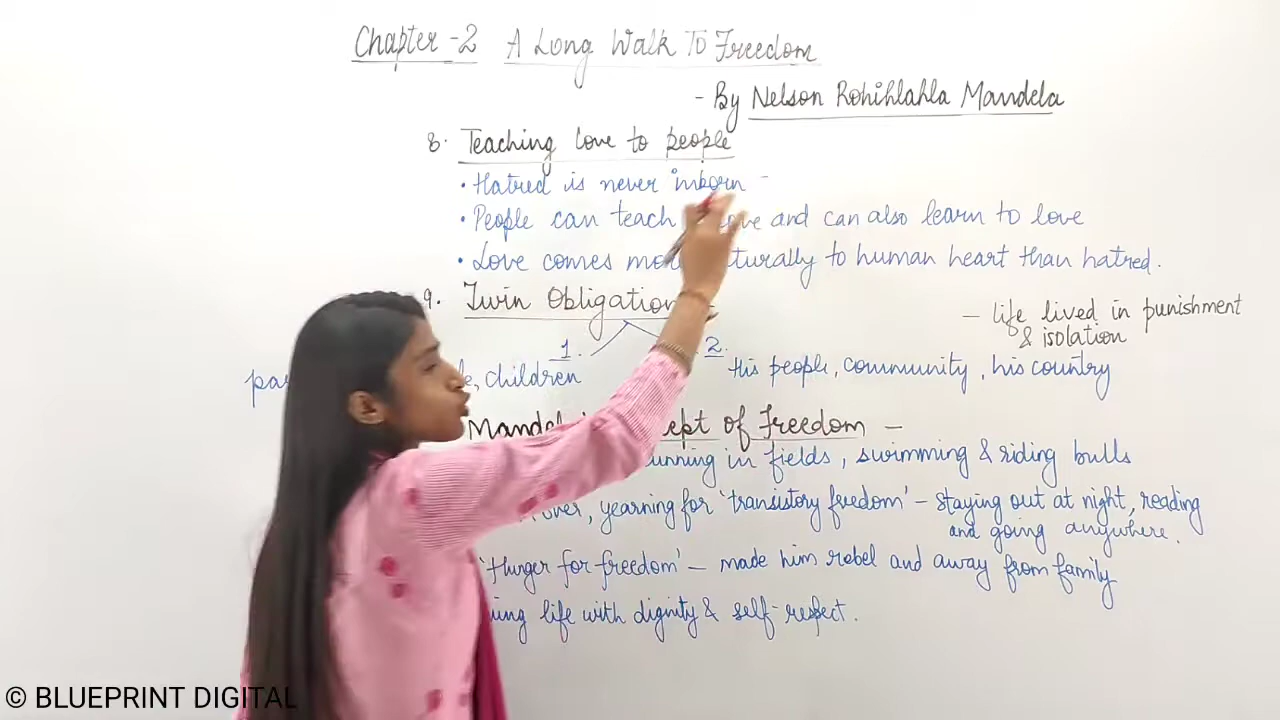 Chapter-2 A Long Walk To Freedom
- By Nelson Rohihlahla Mandela
8. Teaching love to people
• Hatred is never inborn -
• People can teach love and can also learn to love
• Love comes to human heart than hatred.
9. Twin Obligation
- life lived in punishment
& isolation
1. 2.
children
His people, community, his country
of Freedom -
in fields, swimming & riding bulls
yearning for 'transistory freedom' - staying out at night, reading
and going anywhere.
'Hunger for freedom' - made him rebel and away from family
life with dignity & self-respect.
© BLUEPRINT DIGITAL